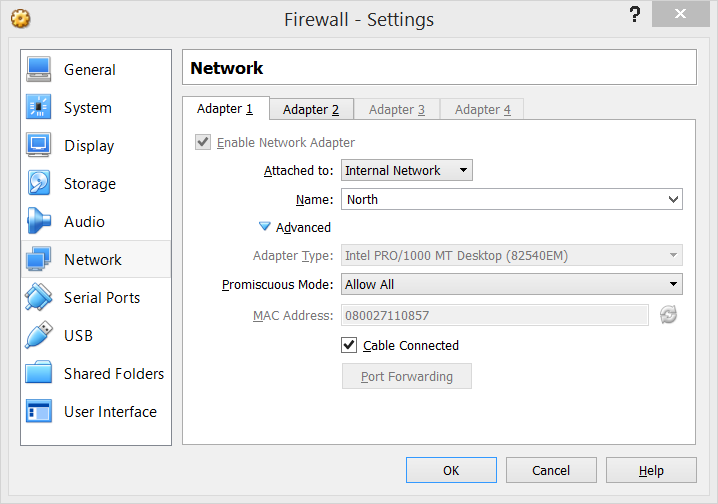 Firewall - Settings
?
General
System
Display
Storage
Audio
Network
Serial Ports
USB
Shared Folders
User Interface
Network
Adapter 1 Adapter 2 Adapter 3 Adapter 4
Enable Network Adapter
Attached to: Internal Network
Name: North
Advanced
Adapter Type: Intel PRO/1000 MT Desktop (82540EM)
Promiscuous Mode: Allow All
MAC Address: 080027110857
Cable Connected
Port Forwarding
OK Cancel Help